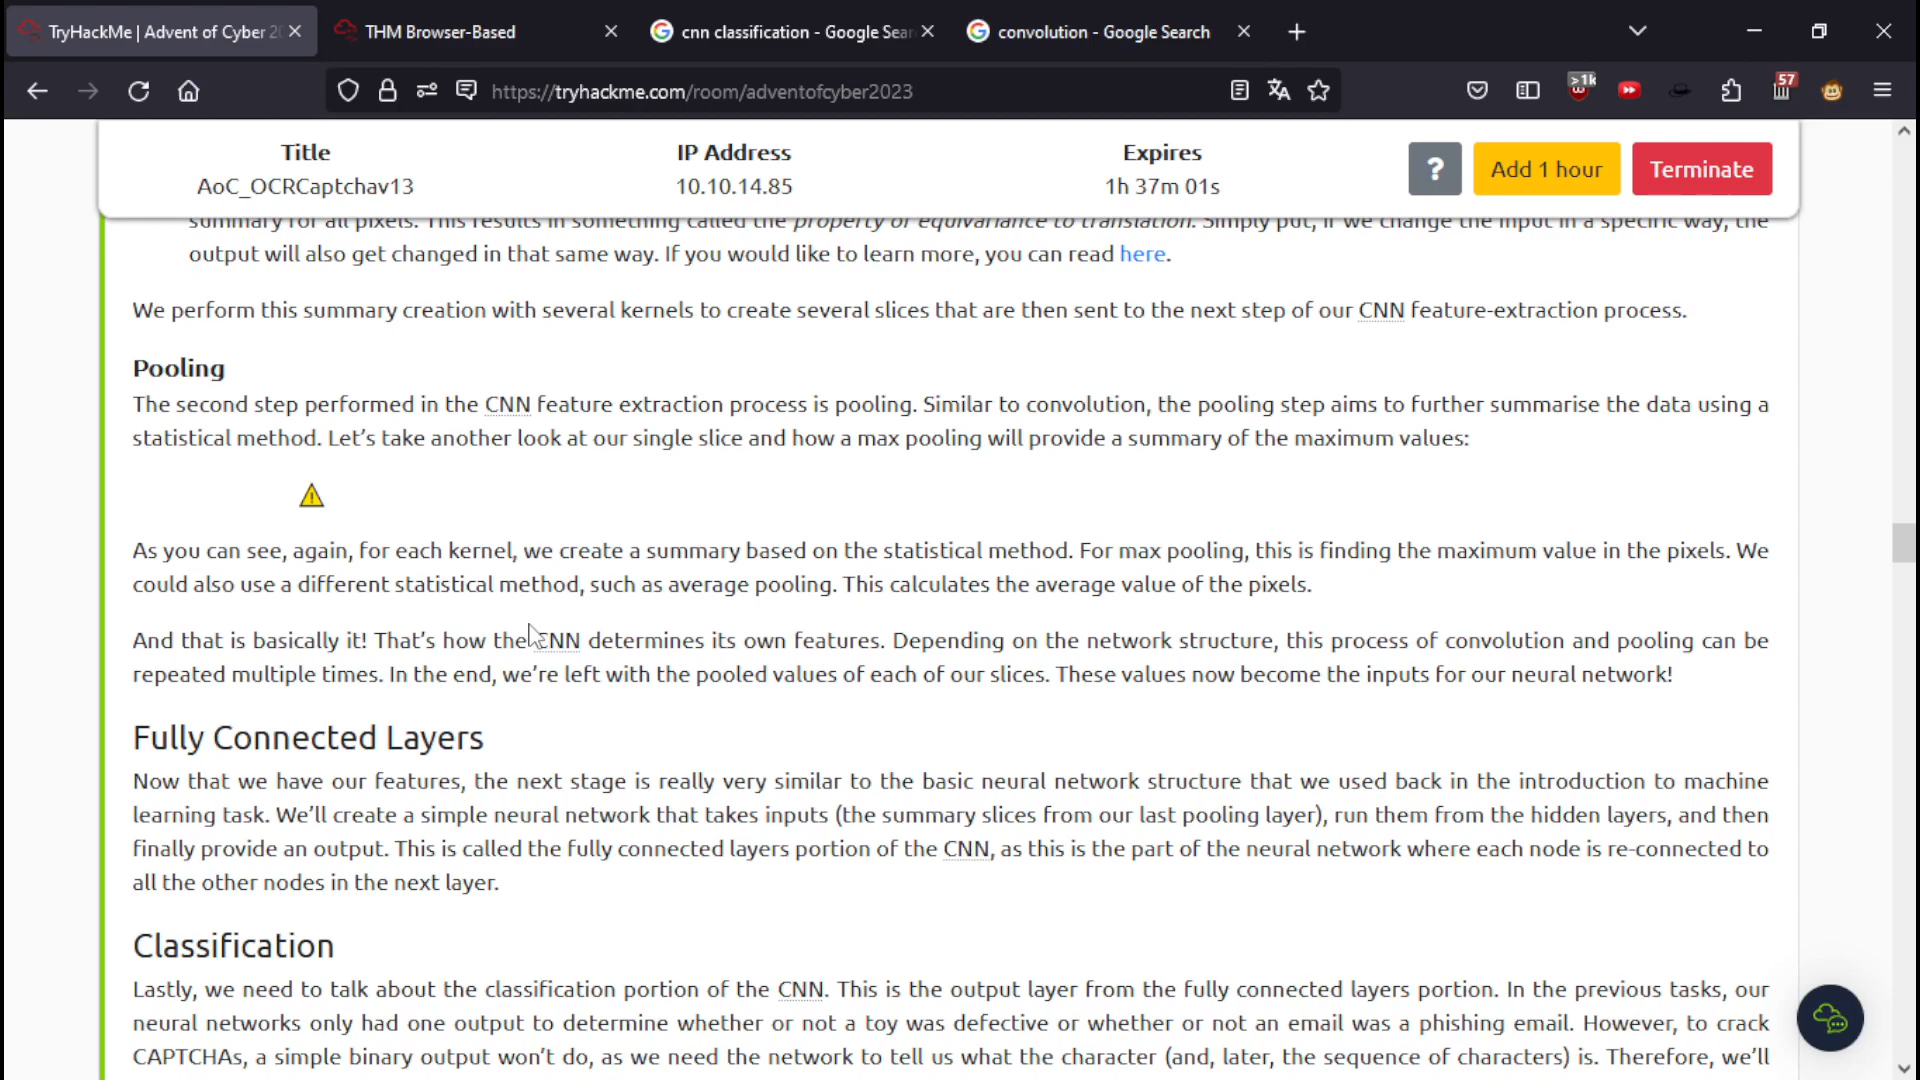 TryHackMe | Advent of Cyber 2
THM Browser-Based
cnn classification - Google Sear
convolution - Google Search
https://tryhackme.com/room/adventofcyber2023
>1k
57
Title
IP Address
Expires
AoC_OCRCaptchav13
10.10.14.85
1h 37m 01s
?
Add 1 hour
Terminate
summary for all pixels. This results in something called the property of equivariance to translation. Simply put, if we change the input in a specific way, the
output will also get changed in that same way. If you would like to learn more, you can read here.
We perform this summary creation with several kernels to create several slices that are then sent to the next step of our CNN feature-extraction process.
Pooling
The second step performed in the CNN feature extraction process is pooling. Similar to convolution, the pooling step aims to further summarise the data using a
statistical method. Let's take another look at our single slice and how a max pooling will provide a summary of the maximum values:
As you can see, again, for each kernel, we create a summary based on the statistical method. For max pooling, this is finding the maximum value in the pixels. We
could also use a different statistical method, such as average pooling. This calculates the average value of the pixels.
And that is basically it! That's how the CNN determines its own features. Depending on the network structure, this process of convolution and pooling can be
repeated multiple times. In the end, we're left with the pooled values of each of our slices. These values now become the inputs for our neural network!
Fully Connected Layers
Now that we have our features, the next stage is really very similar to the basic neural network structure that we used back in the introduction to machine
learning task. We'll create a simple neural network that takes inputs (the summary slices from our last pooling layer), run them from the hidden layers, and then
finally provide an output. This is called the fully connected layers portion of the CNN, as this is the part of the neural network where each node is re-connected to
all the other nodes in the next layer.
Classification
Lastly, we need to talk about the classification portion of the CNN. This is the output layer from the fully connected layers portion. In the previous tasks, our
neural networks only had one output to determine whether or not a toy was defective or whether or not an email was a phishing email. However, to crack
CAPTCHAs, a simple binary output won't do, as we need the network to tell us what the character (and, later, the sequence of characters) is. Therefore, we'll